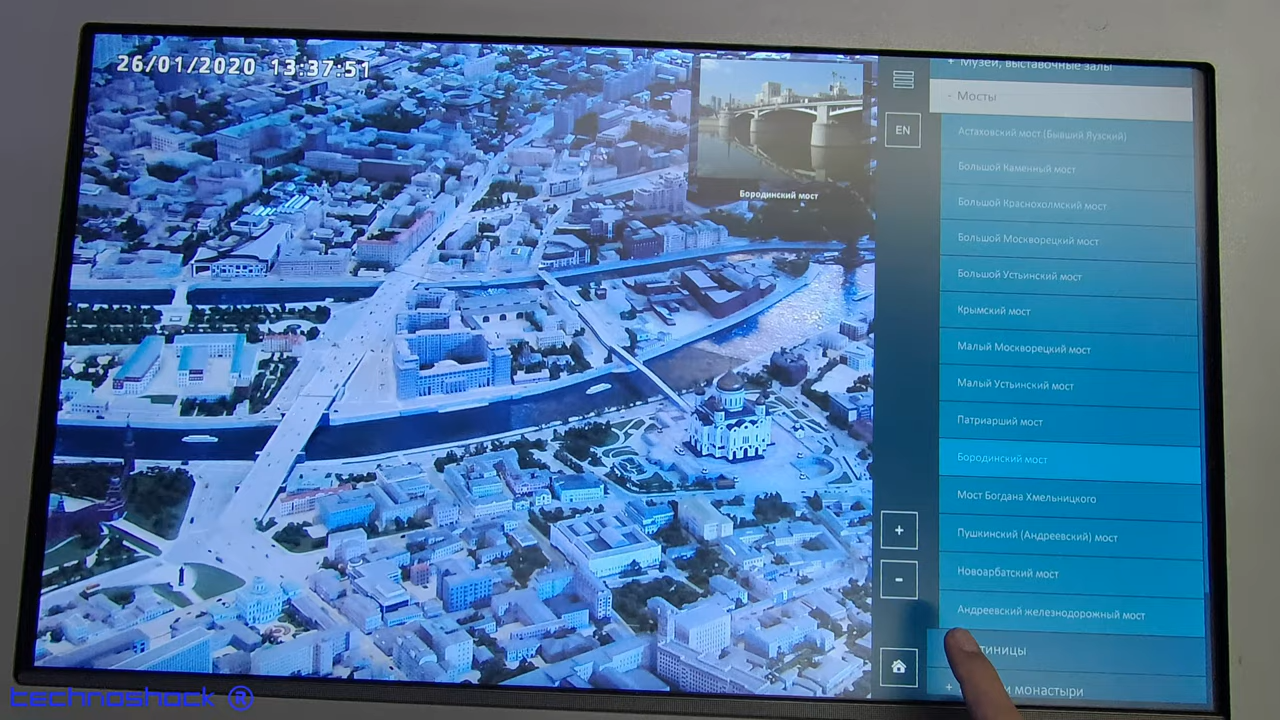 26/01/2020 13:37:51
Бородинский мост
EN
+ Музеи, выставочные залы
- Мосты
Астаховский мост (Бывший Яузский)
Большой Каменный мост
Большой Краснохолмский мост
Большой Москворецкий мост
Большой Устьинский мост
Крымский мост
Малый Москворецкий мост
Малый Устьинский мост
Патриарший мост
Бородинский мост
Мост Богдана Хмельницкого
Пушкинский (Андреевский) мост
Новоарбатский мост
Андреевский железнодорожный мост
тиницы
+ и монастыри
+
-
technoshock ®